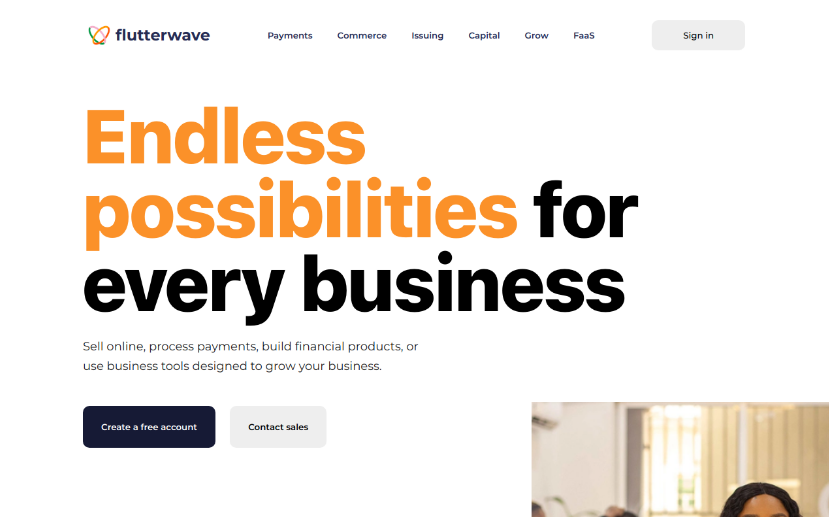 flutterwave
Payments
Commerce
Issuing
Capital
Grow
FaaS
Sign in
Endless
possibilities for
every business
Sell online, process payments, build financial products, or
use business tools designed to grow your business.
Create a free account
Contact sales